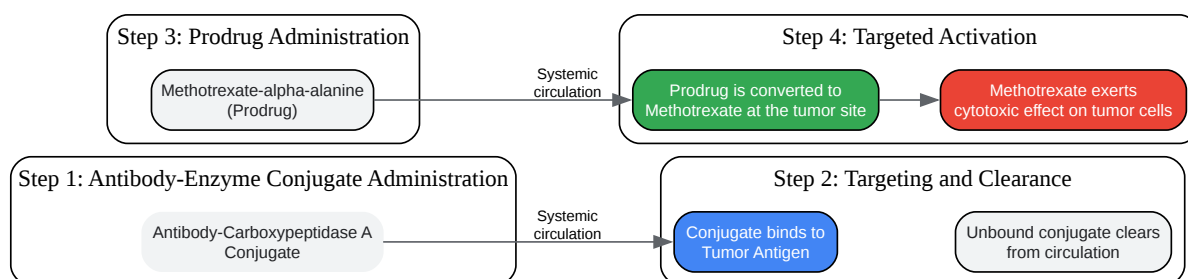 Step 3: Prodrug Administration
Methotrexate-alpha-alanine
(Prodrug)
Systemic
circulation
Step 4: Targeted Activation
Prodrug is converted to
Methotrexate at the tumor site
Methotrexate exerts
cytotoxic effect on tumor cells
Step 1: Antibody-Enzyme Conjugate Administration
Antibody-Carboxypeptidase A
Conjugate
Systemic
circulation
Step 2: Targeting and Clearance
Conjugate binds to
Tumor Antigen
Unbound conjugate clears
from circulation